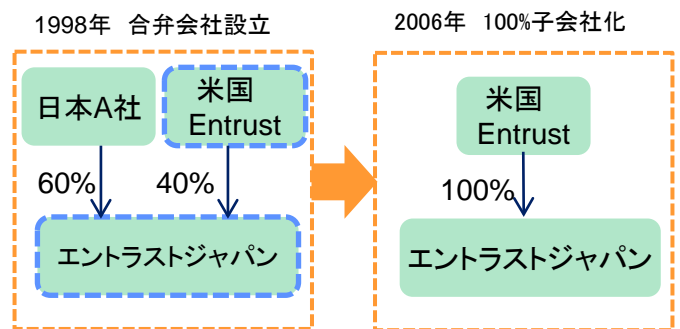 1998年 合弁会社設立
日本A社
米国
Entrust
60%
40%
エントラストジャパン
2006年 100%子会社化
米国
Entrust
100%
エントラストジャパン